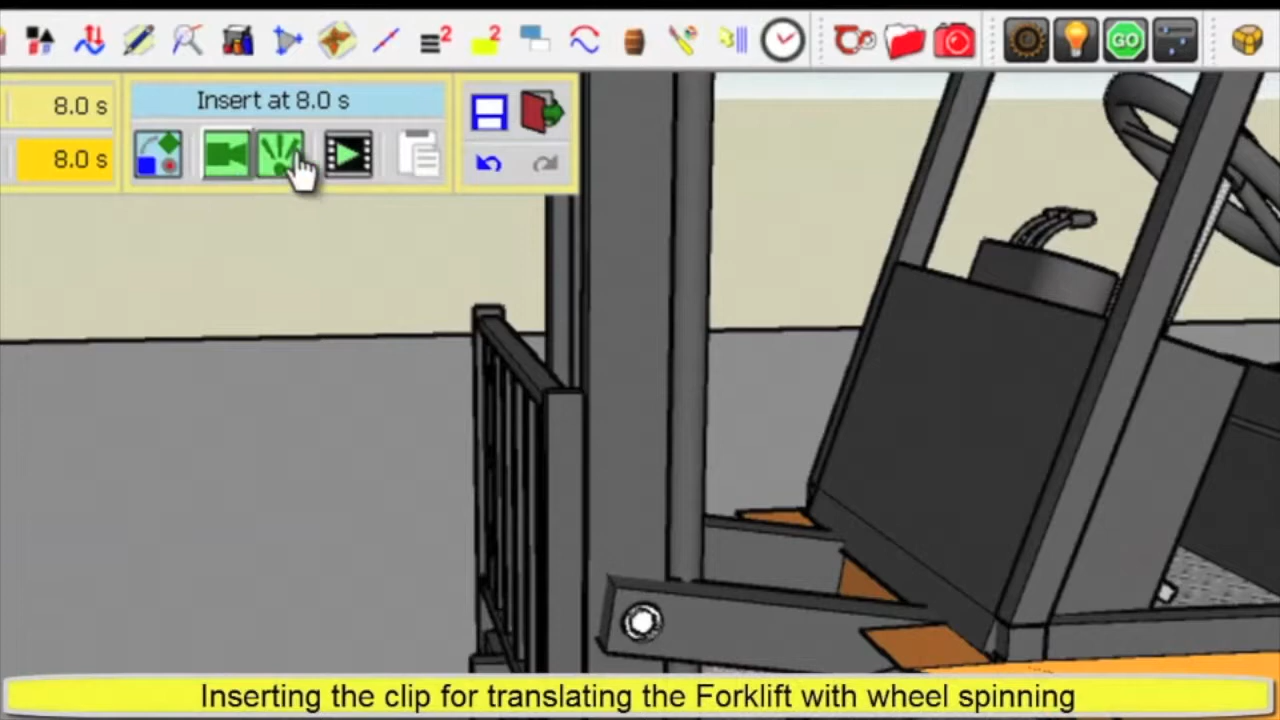 2
2
GO
8.0 s
Insert at 8.0 s
8.0 s
Inserting the clip for translating the Forklift with wheel spinning